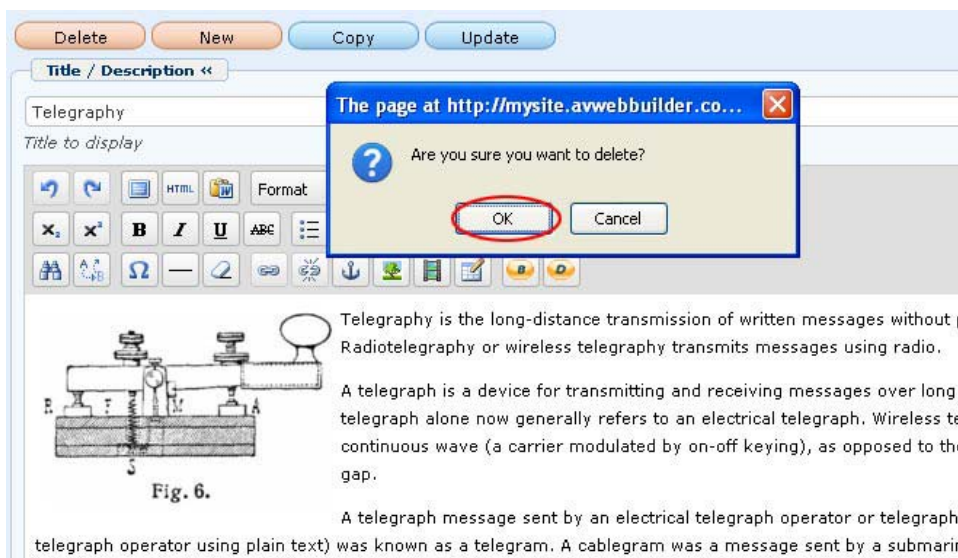 Delete New Copy Update
Title / Description «
Telegraphy
Title to display
The page at http://mysite.avwebbuilder.co...
Are you sure you want to delete?
OK Cancel
HTML W Format
X₂ X² B I U ABC
A A B Ω B D
Telegraphy is the long-distance transmission of written messages without
Radiotelegraphy or wireless telegraphy transmits messages using radio.
A telegraph is a device for transmitting and receiving messages over long
telegraph alone now generally refers to an electrical telegraph. Wireless
continuous wave (a carrier modulated by on-off keying), as opposed to
gap.
R T M A
S
Fig. 6.
A telegraph message sent by an electrical telegraph operator or telegraph
telegraph operator using plain text) was known as a telegram. A cablegram was a message sent by a